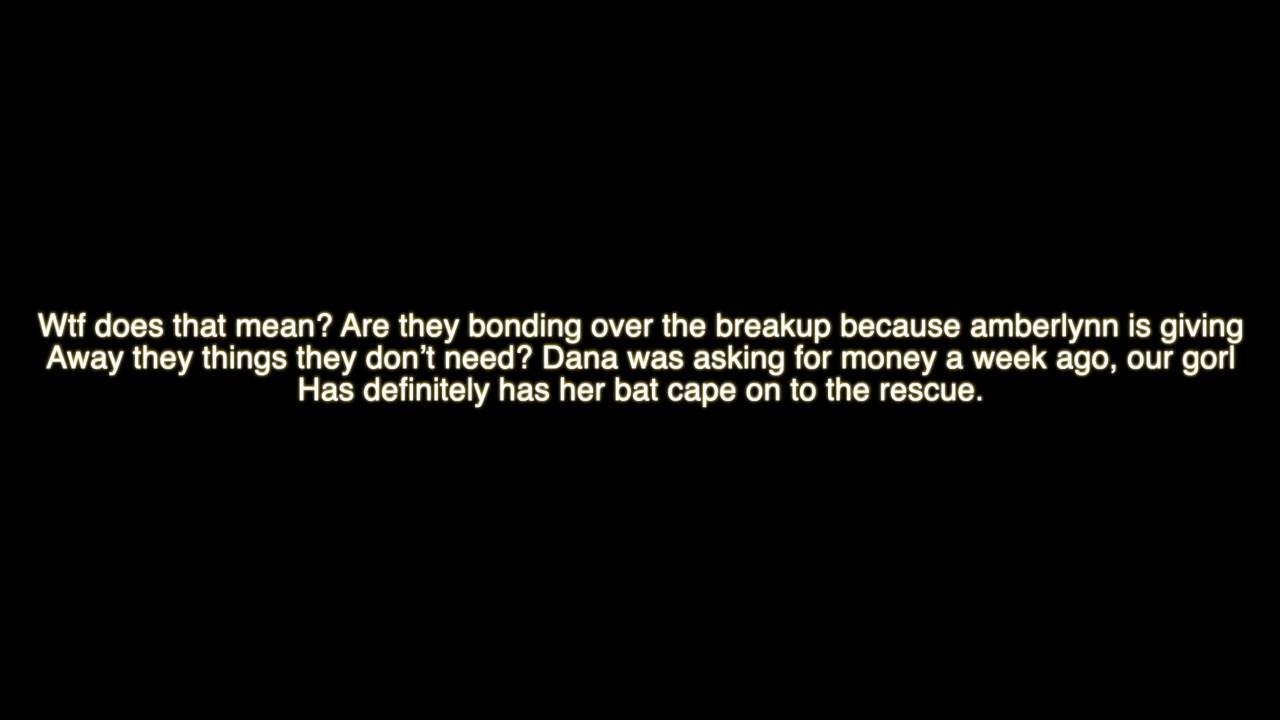 Wtf does that mean? Are they bonding over the breakup because amberlynn is giving
Away they things they don’t need? Dana was asking for money a week ago, our gorl
Has definitely has her bat cape on to the rescue.